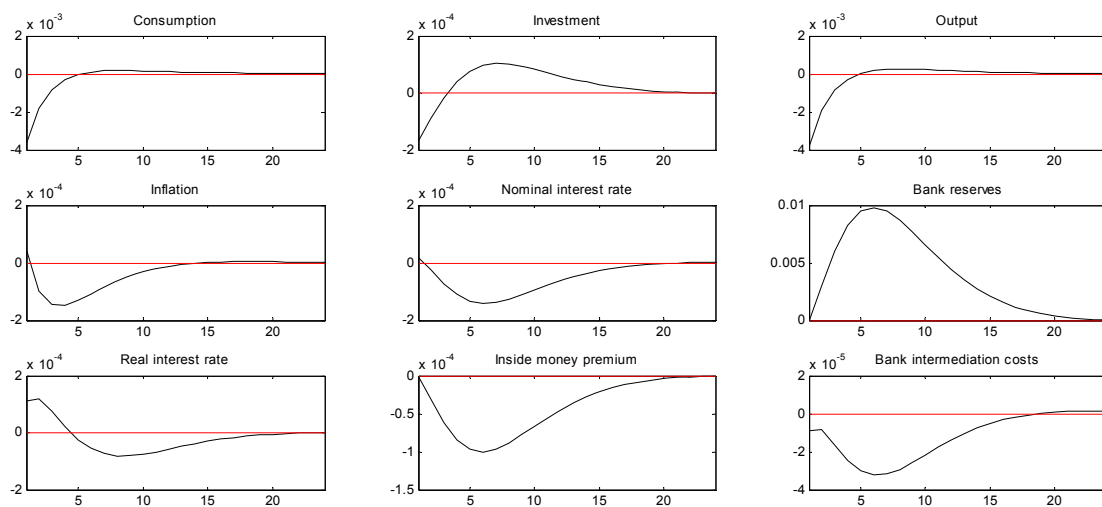 Consumption
x 10^-3
2
0
-2
-4
5 10 15 20
Investment
x 10^-4
2
0
-2
5 10 15 20
Output
x 10^-3
2
0
-2
-4
5 10 15 20
Inflation
x 10^-4
2
0
-2
5 10 15 20
Nominal interest rate
x 10^-4
2
0
-2
5 10 15 20
Bank reserves
0.01
0.005
0
5 10 15 20
Real interest rate
x 10^-4
2
0
-2
5 10 15 20
Inside money premium
x 10^-4
0
-0.5
-1
-1.5
5 10 15 20
Bank intermediation costs
x 10^-5
2
0
-2
-4
5 10 15 20